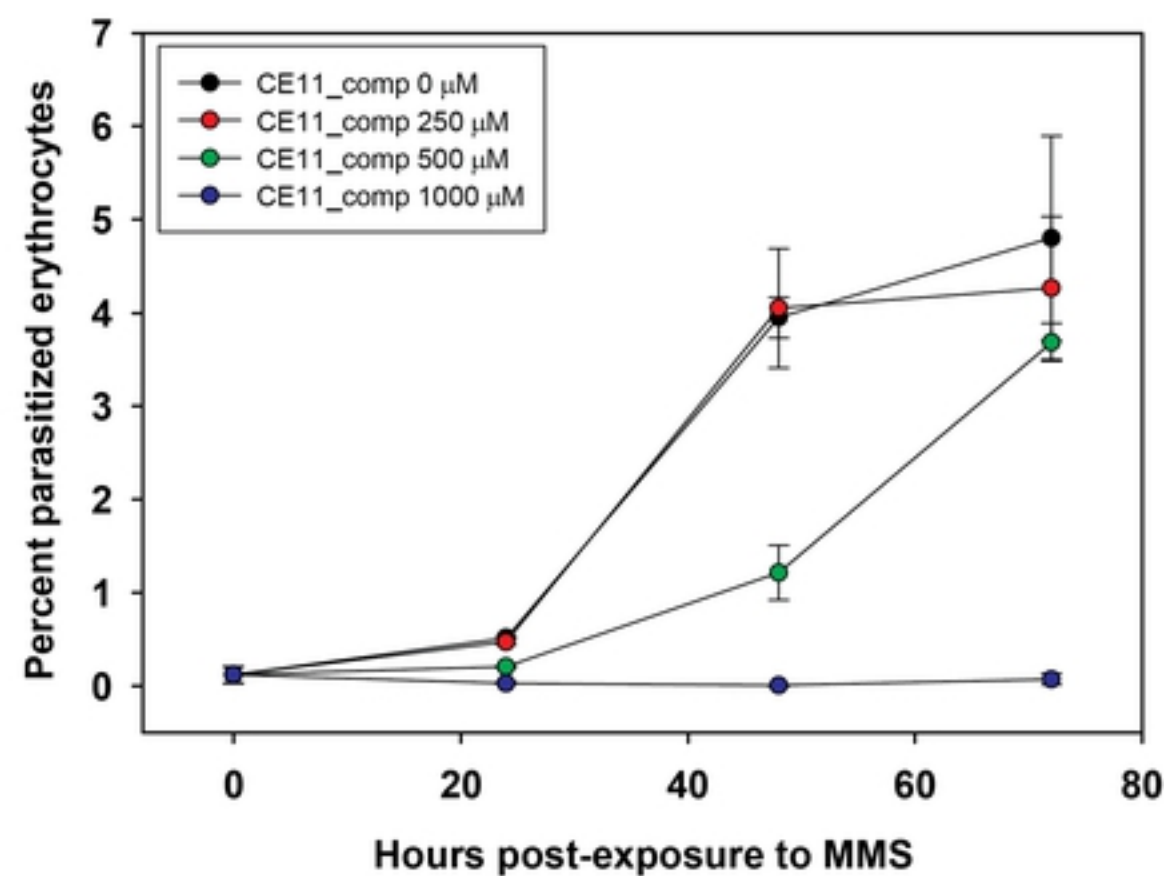 7
6
5
4
3
2
1
0
Percent parasitized erythrocytes
CE11_comp 0 μM
CE11_comp 250 μM
CE11_comp 500 μM
CE11_comp 1000 μM
0 20 40 60 80
Hours post-exposure to MMS